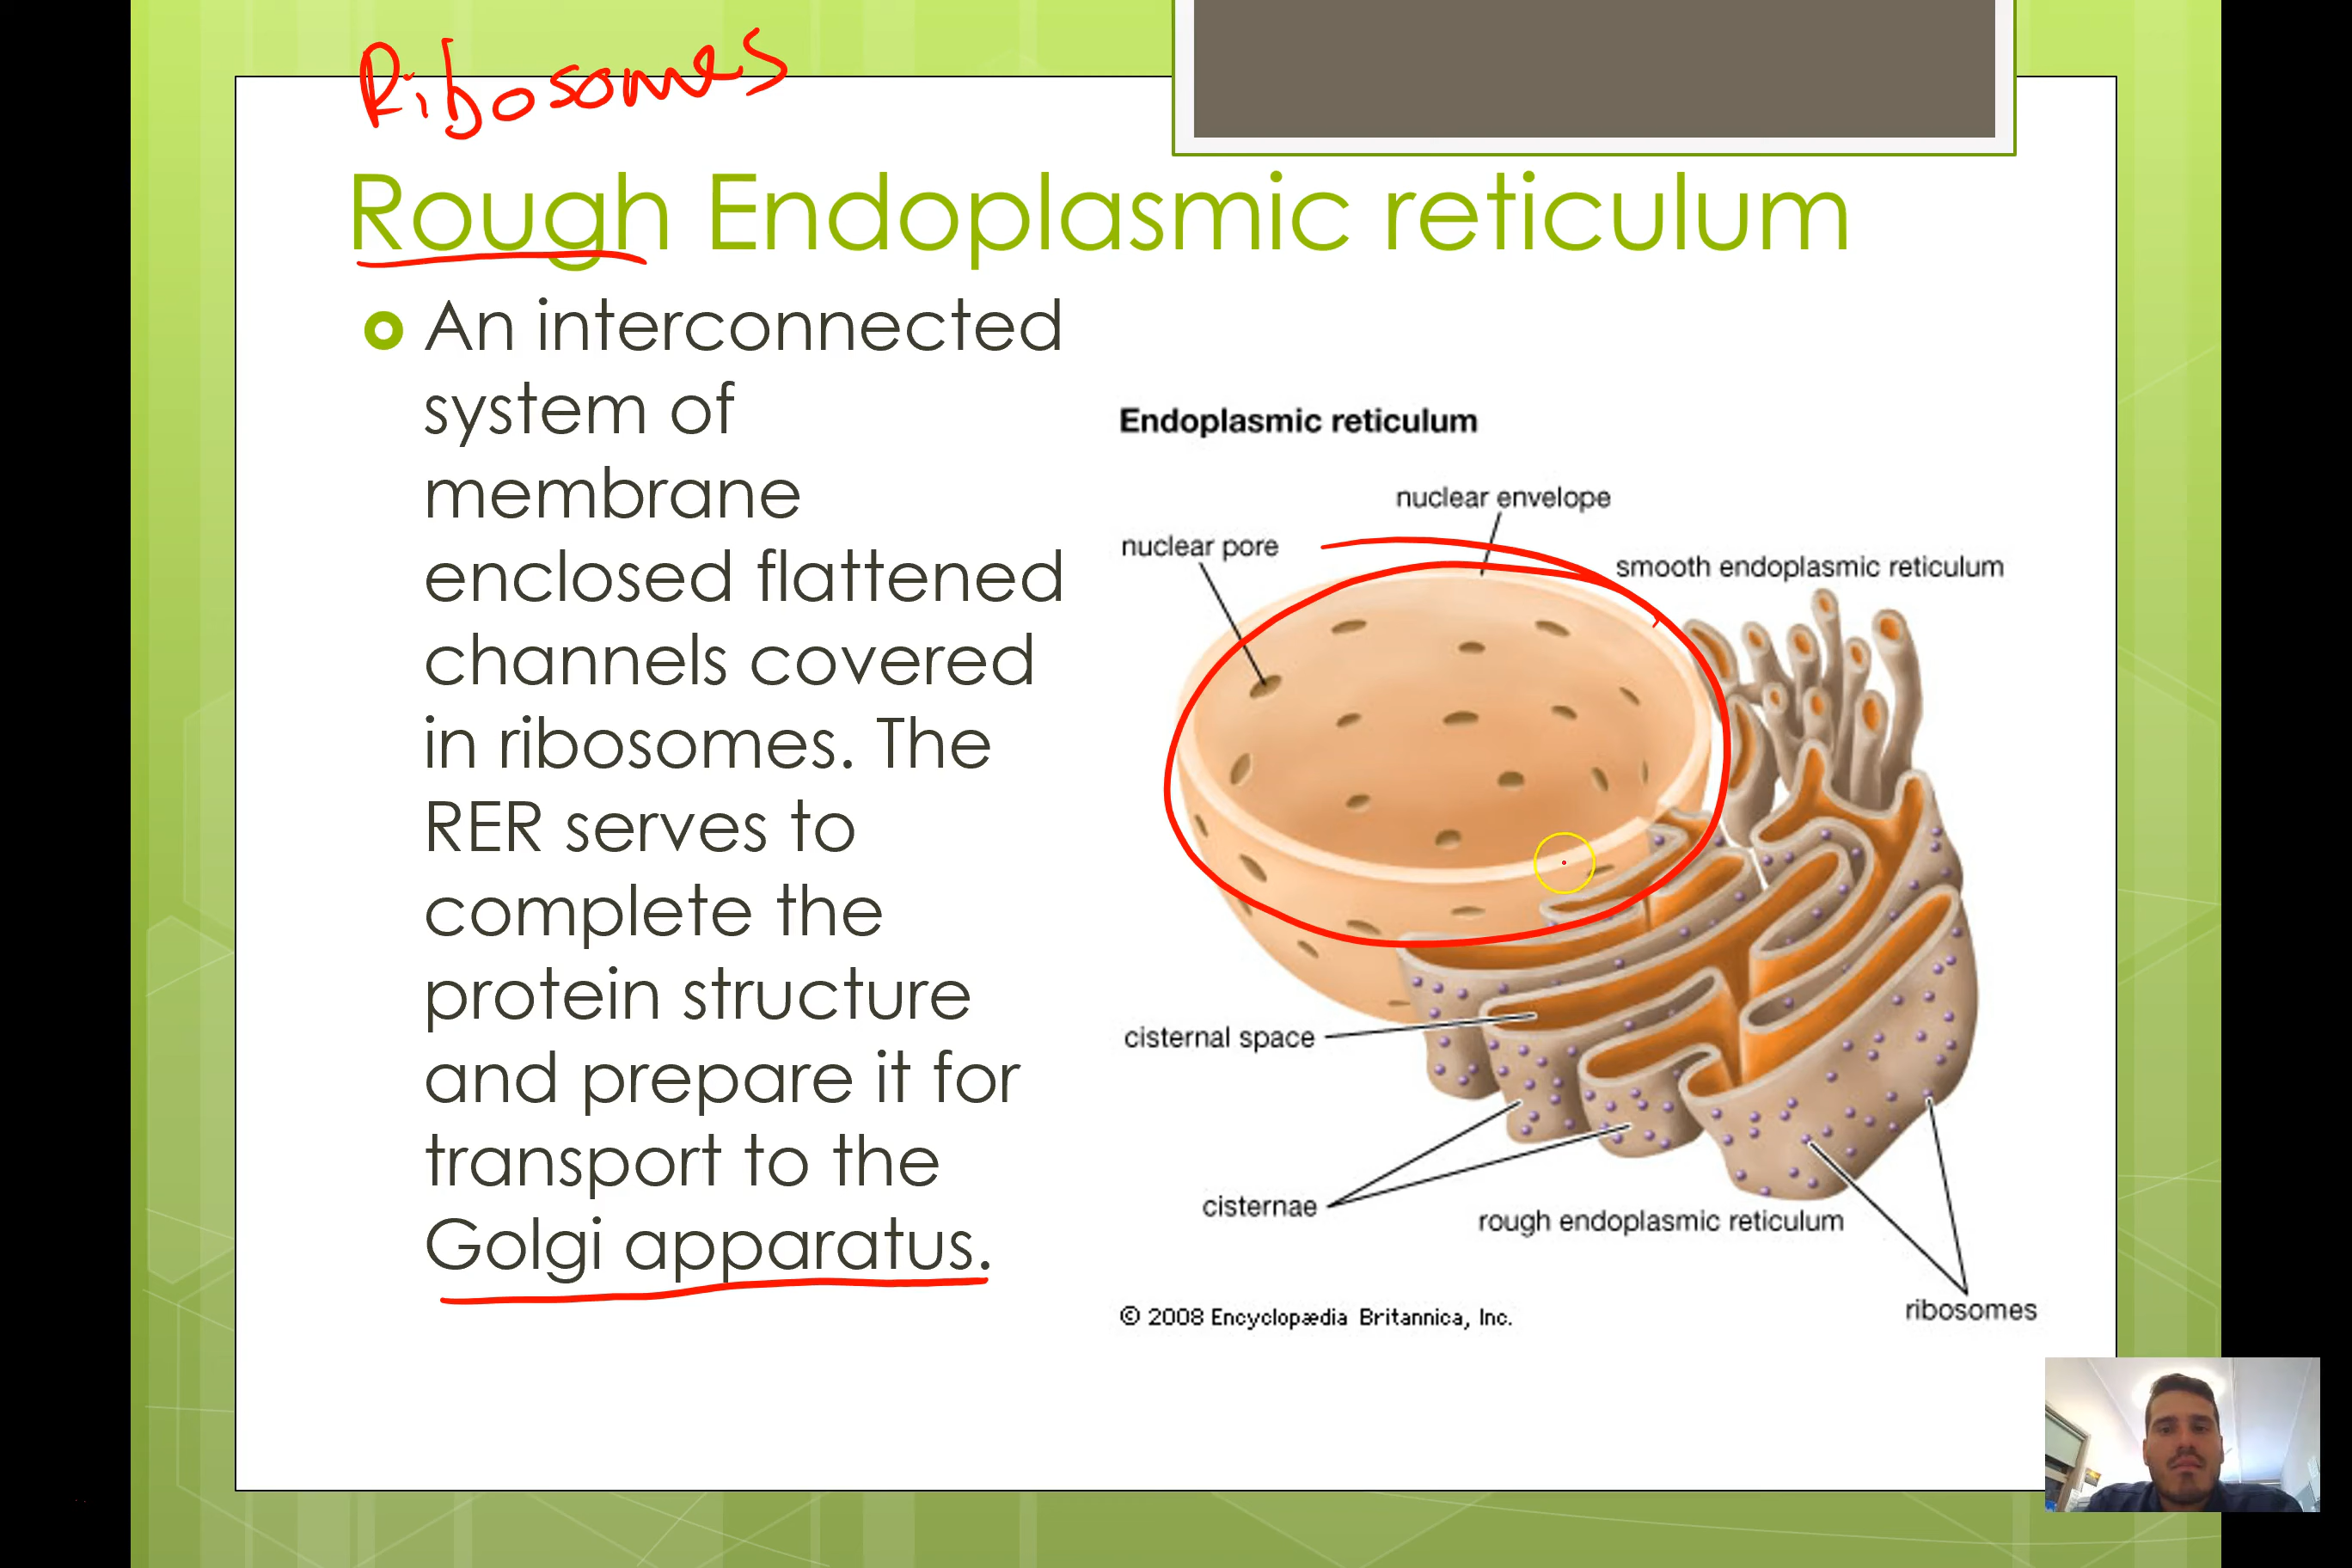 Ribosomes
Rough Endoplasmic reticulum
An interconnected
system of
membrane
enclosed flattened
channels covered
in ribosomes. The
RER serves to
complete the
protein structure
and prepare it for
transport to the
Golgi apparatus.
Endoplasmic reticulum
nuclear envelope
nuclear pore
smooth endoplasmic reticulum
cisternal space
cisternae
rough endoplasmic reticulum
ribosomes
© 2008 Encyclopædia Britannica, Inc.